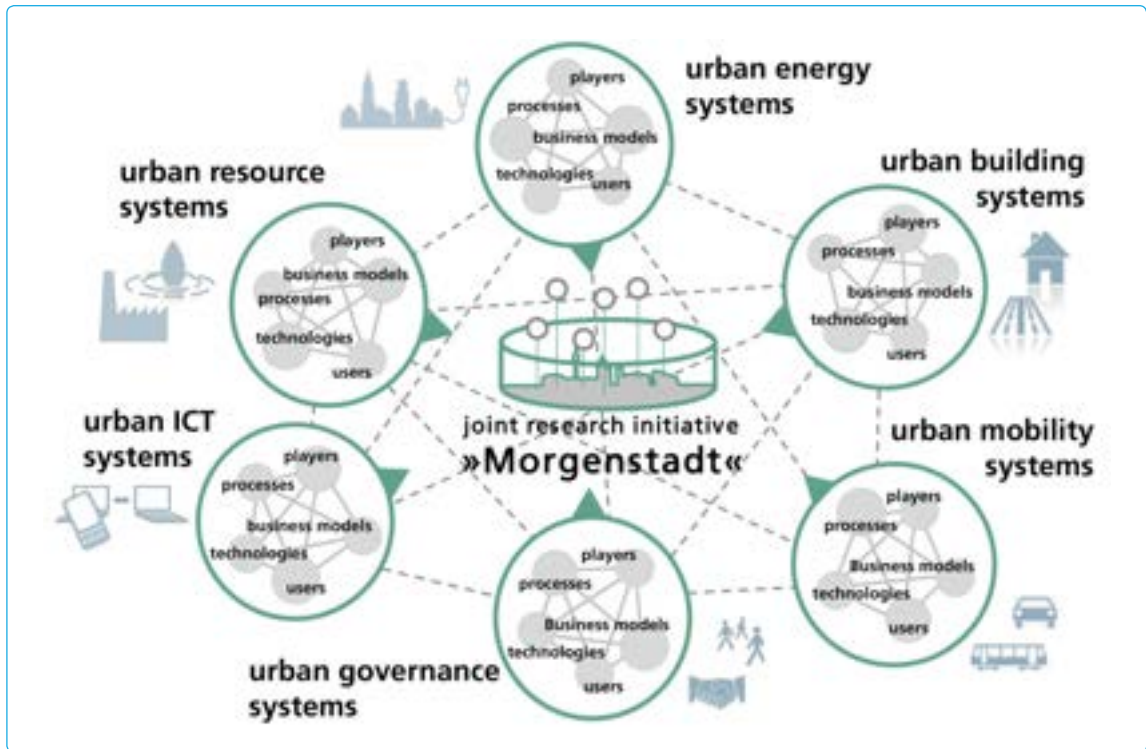 urban energy
systems
players
processes
business models
technologies
users
urban building
systems
players
processes
business models
technologies
users
urban resource
systems
players
business models
processes
technologies
users
joint research initiative
»Morgenstadt«
urban ICT
systems
players
processes
business models
technologies
users
urban mobility
systems
players
processes
Business models
technologies
users
urban governance
systems
players
processes
Business models
technologies
users